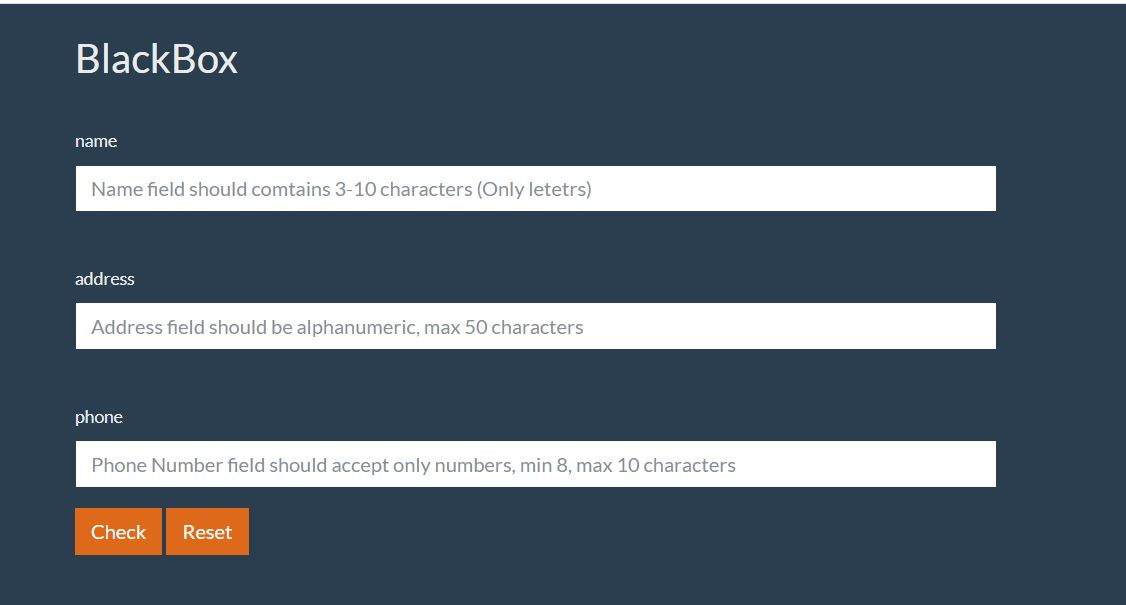 BlackBox
name
Name field should comtains 3-10 characters (Only letetrs)
address
Address field should be alphanumeric, max 50 characters
phone
Phone Number field should accept only numbers, min 8, max 10 characters
Check Reset